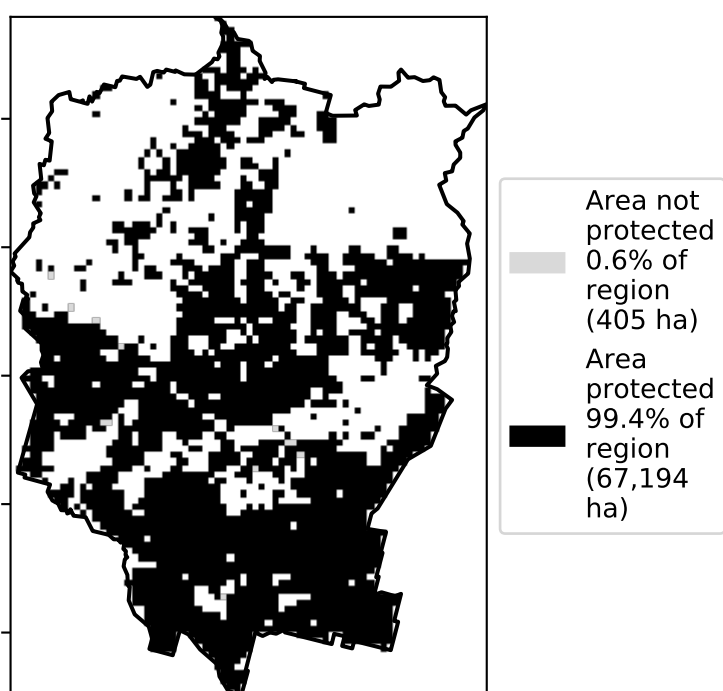 Area not
protected
0.6% of
region
(405 ha)
Area
protected
99.4% of
region
(67,194
ha)